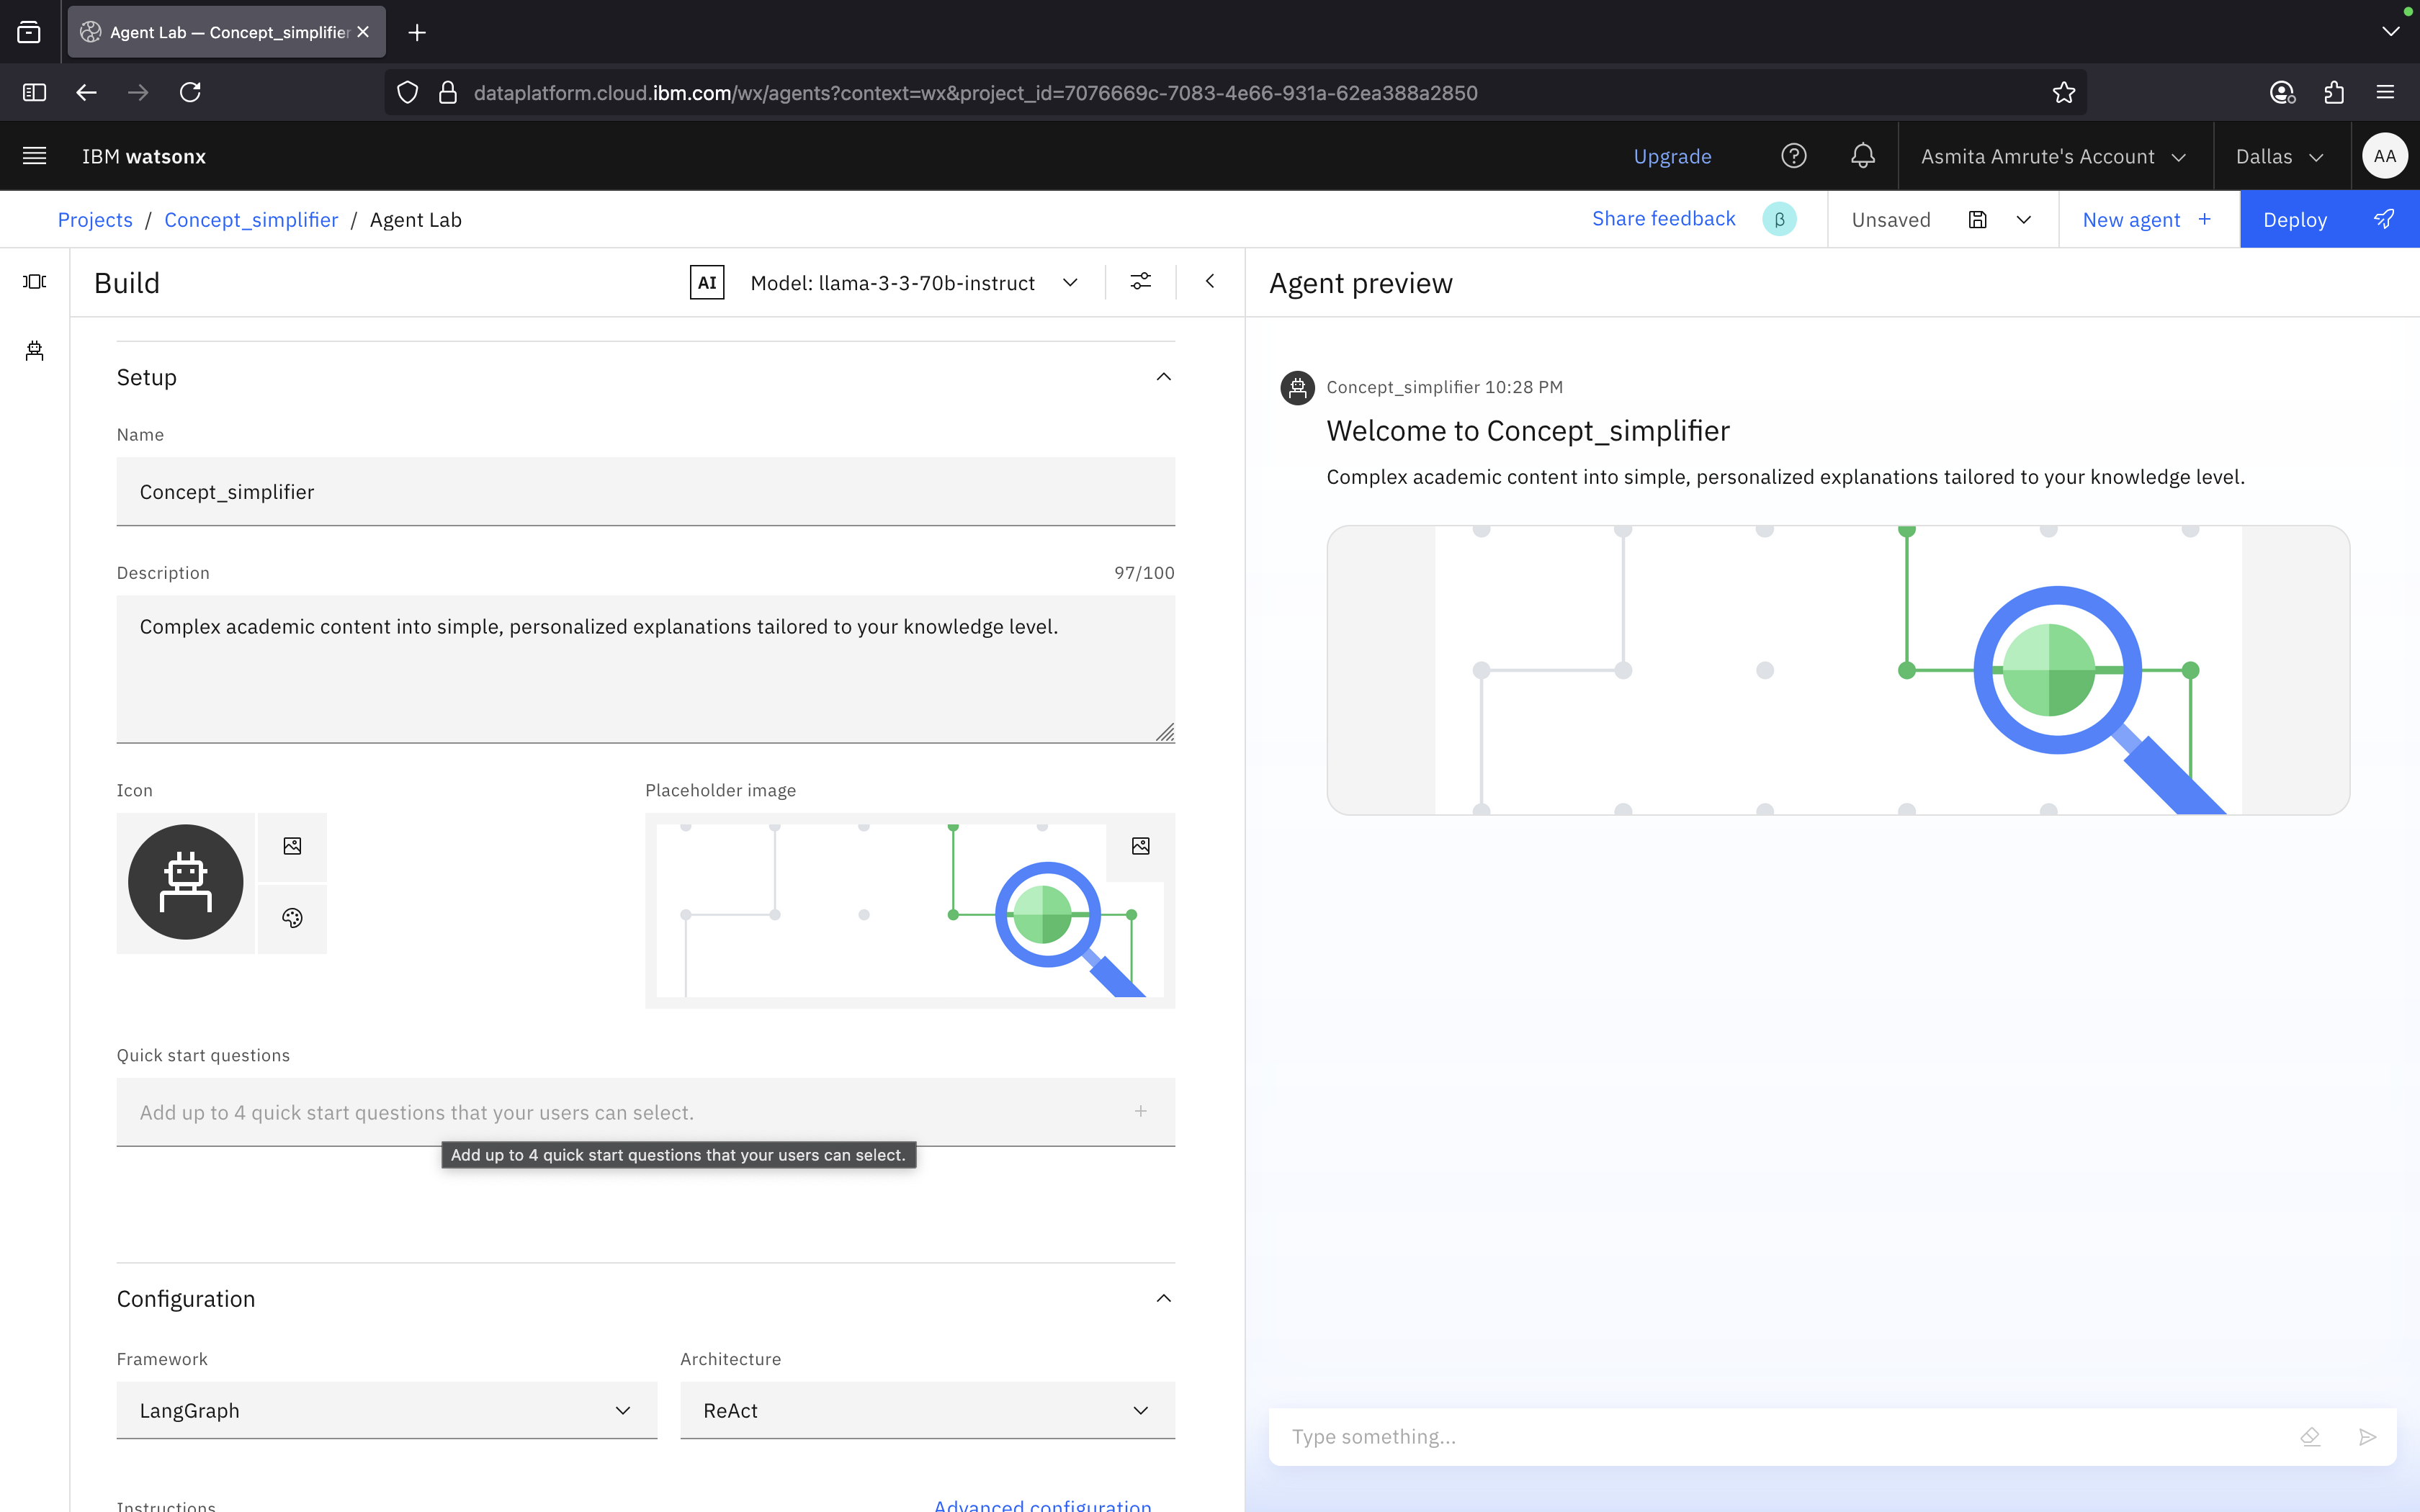 Agent Lab — Concept_simplifier
dataplatform.cloud.ibm.com/wx/agents?context=wx&project_id=7076669c-7083-4e66-931a-62ea388a2850
IBM watsonx
Upgrade
Asmita Amrute's Account
Dallas
AA
Projects / Concept_simplifier / Agent Lab
Share feedback
β
Unsaved
New agent +
Deploy
Build
AI
Model: llama-3-3-70b-instruct
Setup
Name
Concept_simplifier
Description
97/100
Complex academic content into simple, personalized explanations tailored to your knowledge level.
Icon
Placeholder image
Quick start questions
Add up to 4 quick start questions that your users can select.
Add up to 4 quick start questions that your users can select.
Configuration
Framework
Architecture
LangGraph
ReAct
Instructions
Advanced configuration
Agent preview
Concept_simplifier 10:28 PM
Welcome to Concept_simplifier
Complex academic content into simple, personalized explanations tailored to your knowledge level.
Type something...